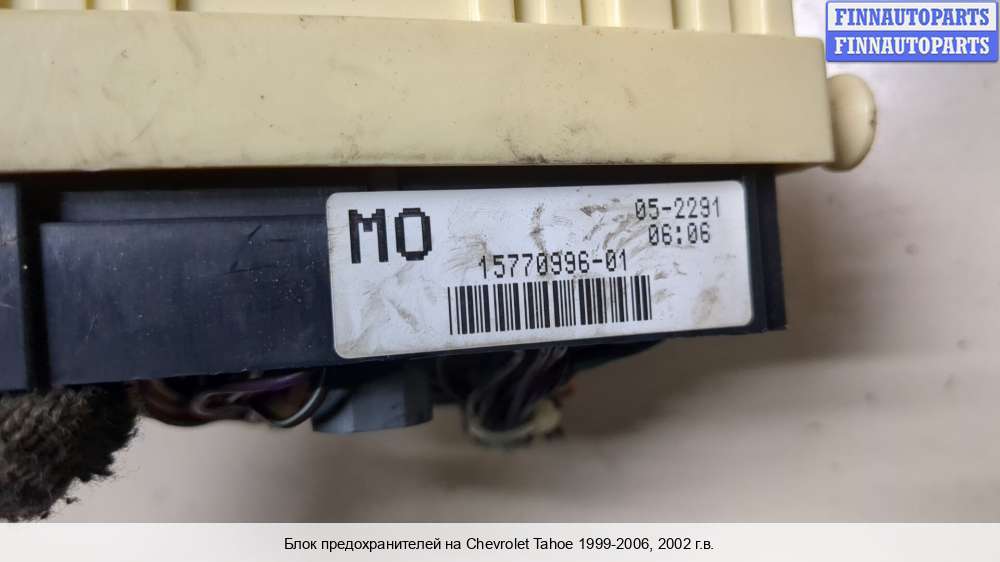 FINNAUTOPARTS
FINNAUTOPARTS
MO
05-2291
06:06
15770996-01
Блок предохранителей на Chevrolet Tahoe 1999-2006, 2002 г.в.